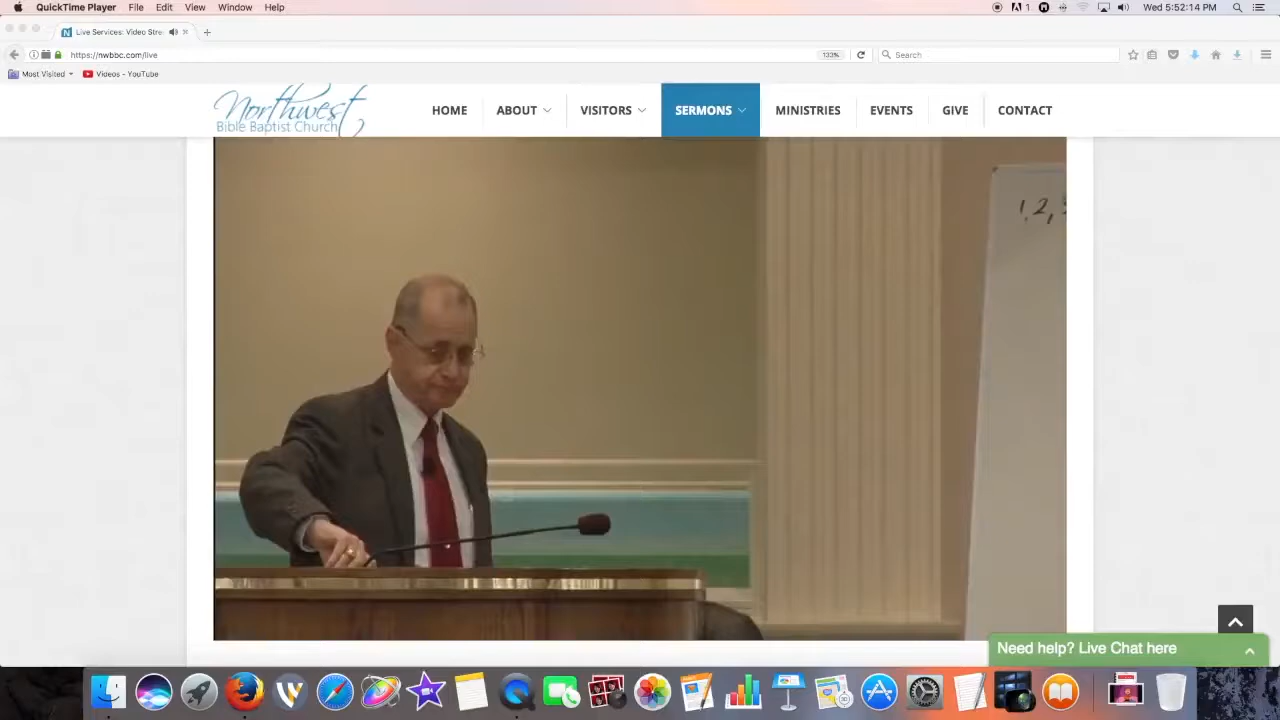 QuickTime Player File Edit View Window Help 1 Wed 5:52:14 PM
Live Services: Video Stre
https://nwbbc.com/live 133% Search
Most Visited Videos - YouTube
Northwest
Bible Baptist Church
HOME ABOUT VISITORS SERMONS MINISTRIES EVENTS GIVE CONTACT
1,2,
Need help? Live Chat here